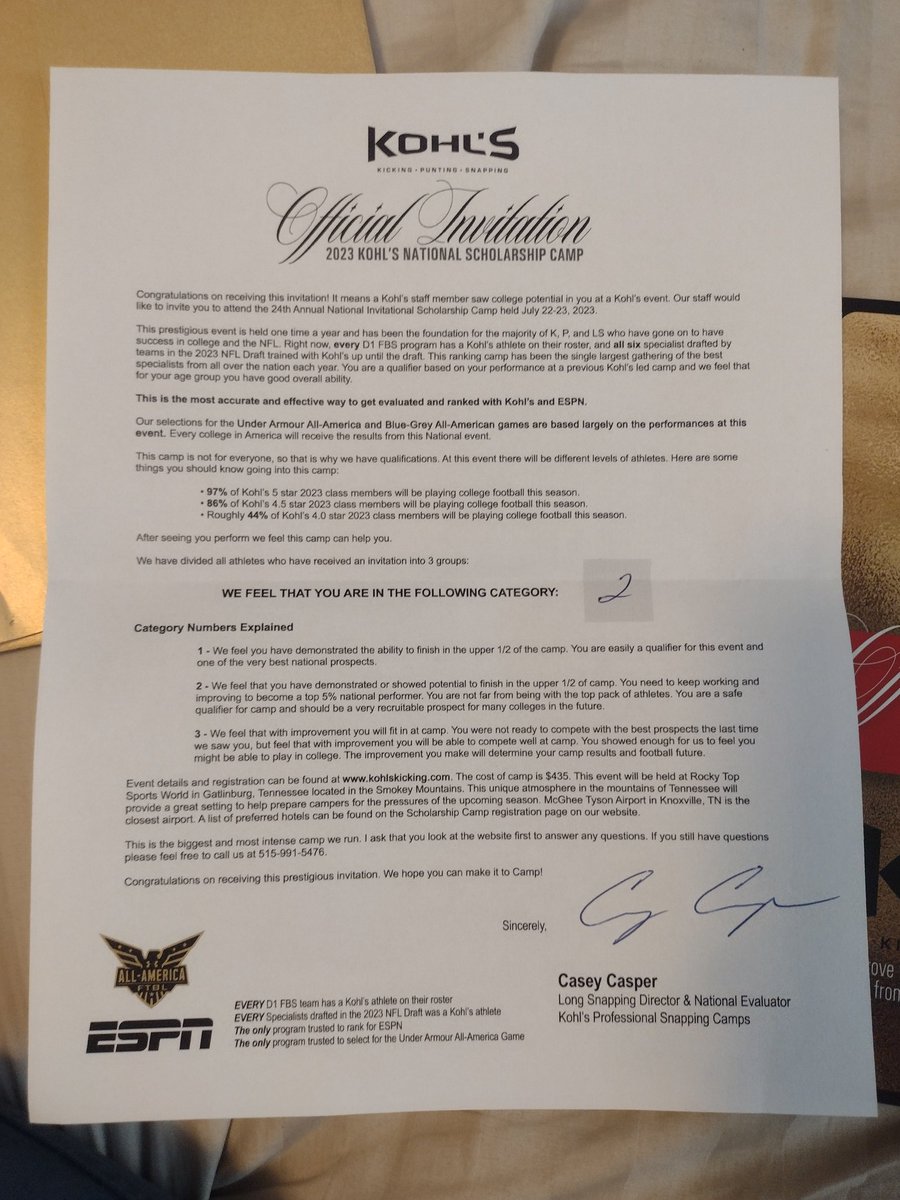 KOHL'S
KICKING • PUNTING • SNAPPING
Official Invitation
2023 KOHL'S NATIONAL SCHOLARSHIP CAMP
Congratulations on receiving this invitation! It means a Kohl's staff member saw college potential in you at a Kohl's event. Our staff would
like to invite you to attend the 24th Annual National Invitational Scholarship Camp held July 22-23, 2023.
This prestigious event is held one time a year and has been the foundation for the majority of K, P, and LS who have gone on to have
success in college and the NFL. Right now, every D1 FBS program has a Kohl's athlete on their roster, and all six specialist drafted by
teams in the 2023 NFL Draft trained with Kohl's up until the draft. This ranking camp has been the single largest gathering of the best
specialists from all over the nation each year. You are a qualifier based on your performance at a previous Kohl's led camp and we feel that
for your age group you have good overall ability.
This is the most accurate and effective way to get evaluated and ranked with Kohl's and ESPN.
Our selections for the Under Armour All-America and Blue-Grey All-American games are based largely on the performances at this
event. Every college in America will receive the results from this National event.
This camp is not for everyone, so that is why we have qualifications. At this event there will be different levels of athletes. Here are some
things you should know going into this camp:
• 97% of Kohl's 5 star 2023 class members will be playing college football this season.
• 86% of Kohl's 4.5 star 2023 class members will be playing college football this season.
• Roughly 44% of Kohl's 4.0 star 2023 class members will be playing college football this season.
After seeing you perform we feel this camp can help you.
We have divided all athletes who have received an invitation into 3 groups:
WE FEEL THAT YOU ARE IN THE FOLLOWING CATEGORY: 2
Category Numbers Explained
1 - We feel you have demonstrated the ability to finish in the upper 1/2 of the camp. You are easily a qualifier for this event and
one of the very best national prospects.
2 - We feel that you have demonstrated or showed potential to finish in the upper 1/2 of camp. You need to keep working and
improving to become a top 5% national performer. You are not far from being with the top pack of athletes. You are a safe
qualifier for camp and should be a very recruitable prospect for many colleges in the future.
3 - We feel that with improvement you will fit in at camp. You were not ready to compete with the best prospects the last time
we saw you, but feel that with improvement you will be able to compete well at camp. You showed enough for us to feel you
might be able to play in college. The improvement you make will determine your camp results and football future.
Event details and registration can be found at www.kohlskicking.com. The cost of camp is $435. This event will be held at Rocky Top
Sports World in Gatlinburg, Tennessee located in the Smokey Mountains. This unique atmosphere in the mountains of Tennessee will
provide a great setting to help prepare campers for the pressures of the upcoming season. McGhee Tyson Airport in Knoxville, TN is the
closest airport. A list of preferred hotels can be found on the Scholarship Camp registration page on our website.
This is the biggest and most intense camp we run. I ask that you look at the website first to answer any questions. If you still have questions
please feel free to call us at 515-991-5476.
Congratulations on receiving this prestigious invitation. We hope you can make it to Camp!
Sincerely,
Casey Casper
Long Snapping Director & National Evaluator
Kohl's Professional Snapping Camps
ALL-AMERICA
FTBL
ESPN
EVERY D1 FBS team has a Kohl's athlete on their roster
EVERY Specialists drafted in the 2023 NFL Draft was a Kohl's athlete
The only program trusted to rank for ESPN
The only program trusted to select for the Under Armour All-America Game